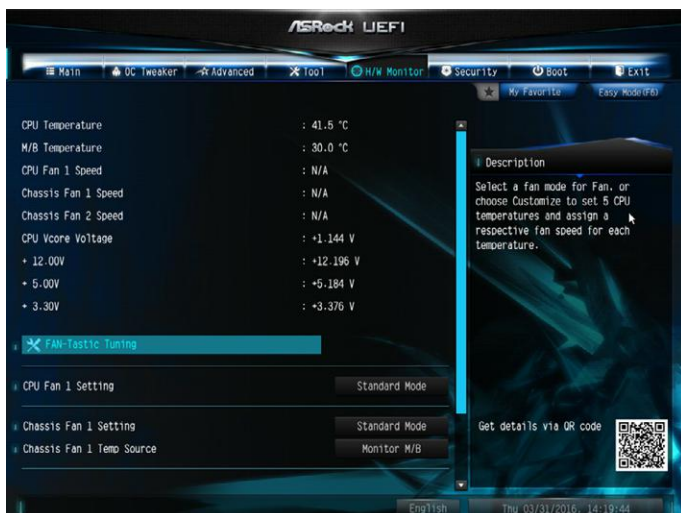 ASRock UEFI
Main OC Tweaker Advanced Tool H/W Monitor Security Boot Exit
My Favorite Easy Mode(F6)
CPU Temperature : 41.5 °C
M/B Temperature : 30.0 °C
CPU Fan 1 Speed : N/A
Chassis Fan 1 Speed : N/A
Chassis Fan 2 Speed : N/A
CPU Vcore Voltage : +1.144 V
+ 12.00V : +12.196 V
+ 5.00V : +5.184 V
+ 3.30V : +3.376 V
FAN-Tastic Tuning
CPU Fan 1 Setting Standard Mode
Chassis Fan 1 Setting Standard Mode
Chassis Fan 1 Temp Source Monitor M/B
Description
Select a fan mode for Fan, or
choose Customize to set 5 CPU
temperatures and assign a
respective fan speed for each
temperature.
Get details via QR code
English Thu 03/31/2016, 14:19:44